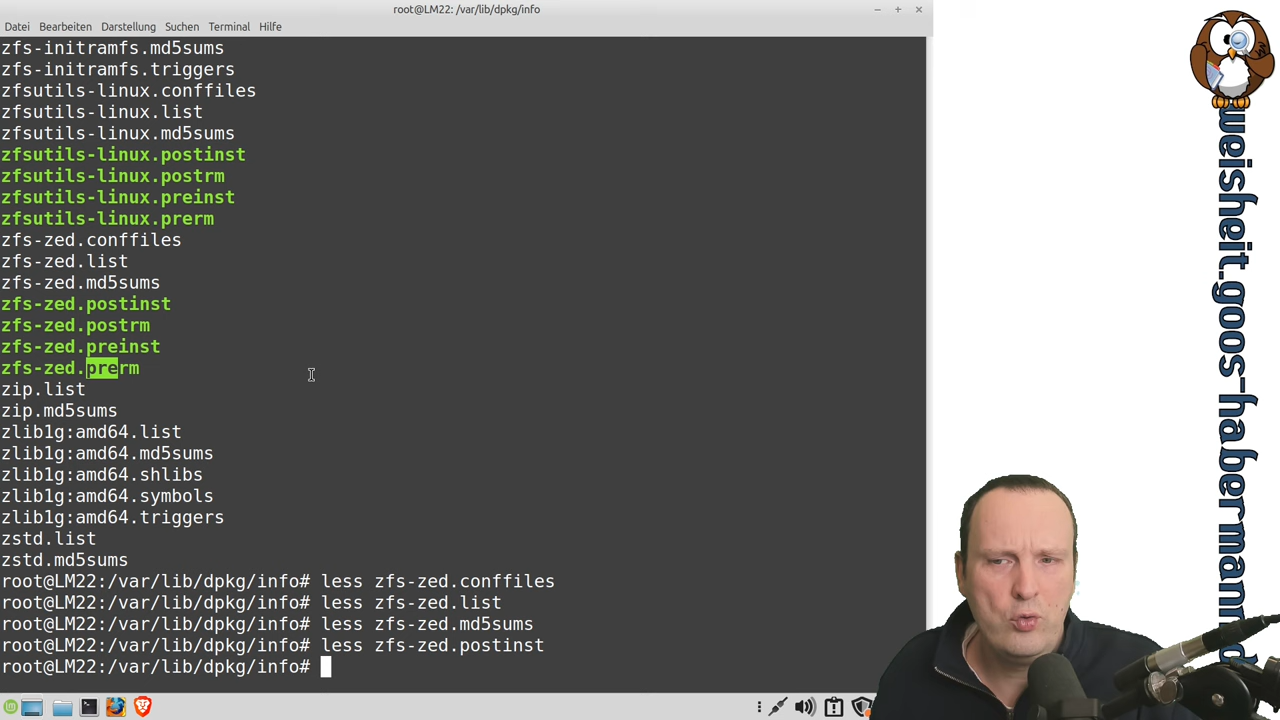 root@LM22: /var/lib/dpkg/info
Datei Bearbeiten Darstellung Suchen Terminal Hilfe
zfs-initramfs.md5sums
zfs-initramfs.triggers
zfsutils-linux.conffiles
zfsutils-linux.list
zfsutils-linux.md5sums
zfsutils-linux.postinst
zfsutils-linux.postrm
zfsutils-linux.preinst
zfsutils-linux.prerm
zfs-zed.conffiles
zfs-zed.list
zfs-zed.md5sums
zfs-zed.postinst
zfs-zed.postrm
zfs-zed.preinst
zfs-zed.prerm
zip.list
zip.md5sums
zlib1g:amd64.list
zlib1g:amd64.md5sums
zlib1g:amd64.shlibs
zlib1g:amd64.symbols
zlib1g:amd64.triggers
zstd.list
zstd.md5sums
root@LM22:/var/lib/dpkg/info# less zfs-zed.conffiles
root@LM22:/var/lib/dpkg/info# less zfs-zed.list
root@LM22:/var/lib/dpkg/info# less zfs-zed.md5sums
root@LM22:/var/lib/dpkg/info# less zfs-zed.postinst
root@LM22:/var/lib/dpkg/info#
weisheit.goos-habermann.d